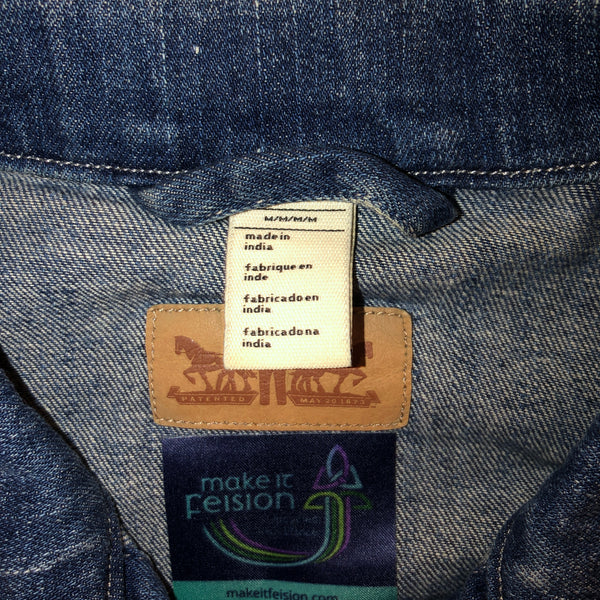 M/M/M/M
made in
india
fabrique en
inde
fabricado en
india
fabricado na
india
PATENTED MAY 20 1873
make it
Feision
makeitfeision.com